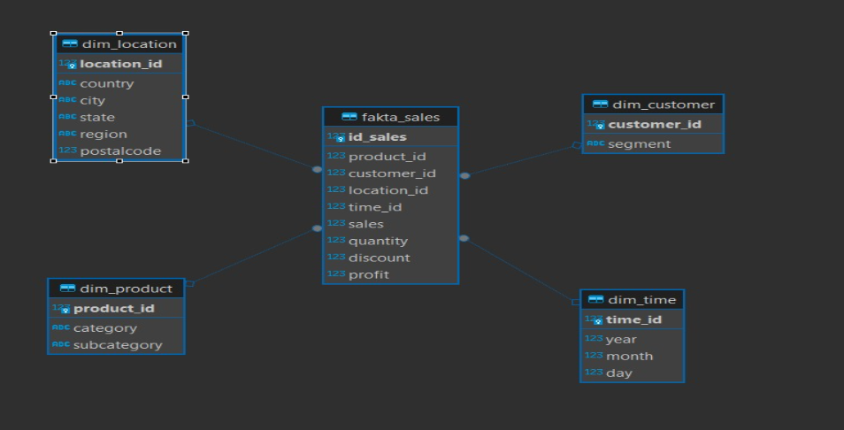 dim_location
123 location_id
ABC country
ABC city
ABC state
ABC region
123 postalcode
fakta_sales
123 id_sales
123 product_id
123 customer_id
123 location_id
123 time_id
123 sales
123 quantity
123 discount
123 profit
dim_customer
123 customer_id
ABC segment
dim_product
123 product_id
ABC category
ABC subcategory
dim_time
123 time_id
123 year
123 month
123 day